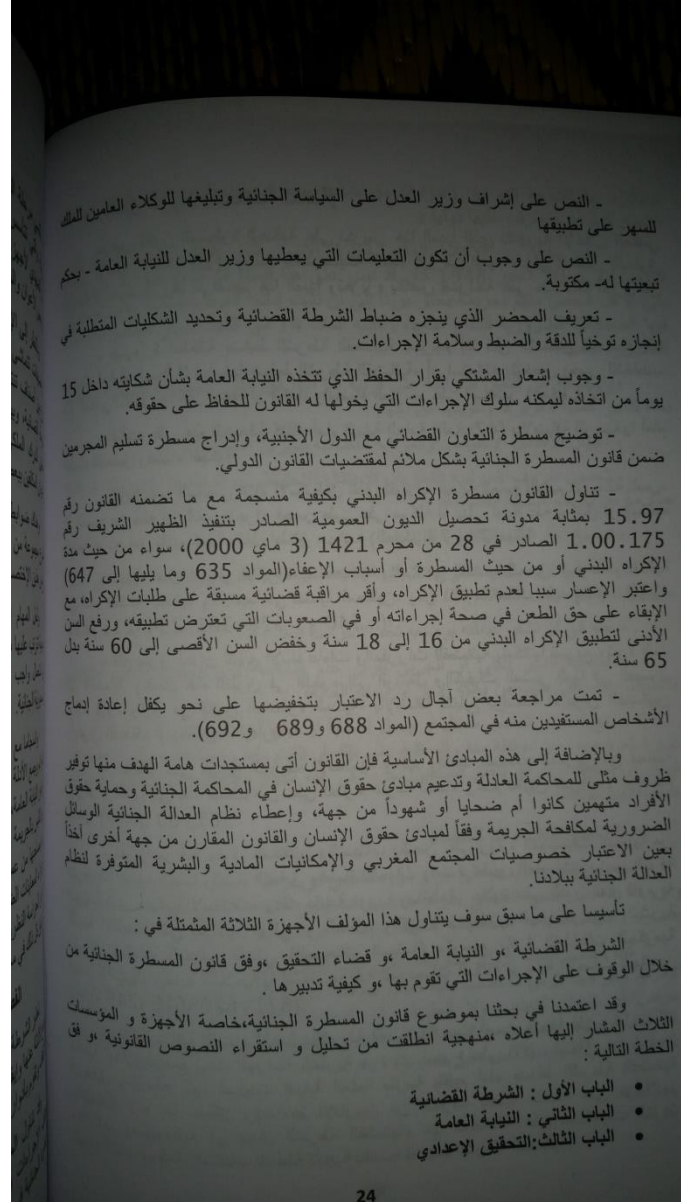 - النص على إشراف وزير العدل على السياسة الجنائية وتبليغها للوكلاء العامين للملك
للسهر على تطبيقها
- النص على وجوب أن تكون التعليمات التي يعطيها وزير العدل للنيابة العامة - بحكم
تبعيتها له- مكتوبة.
- تعريف المحضر الذي ينجزه ضباط الشرطة القضائية وتحديد الشكليات المتطلبة في
إنجازه توخياً للدقة والضبط وسلامة الإجراءات.
- وجوب إشعار المشتكي بقرار الحفظ الذي تتخذه النيابة العامة بشأن شكايته داخل 15
يوماً من اتخاذه ليمكنه سلوك الإجراءات التي يخولها له القانون للحفاظ على حقوقه.
- توضيح مسطرة التعاون القضائي مع الدول الأجنبية، وإدراج مسطرة تسليم المجرمين
ضمن قانون المسطرة الجنائية بشكل ملائم لمقتضيات القانون الدولي.
- تناول القانون مسطرة الإكراه البدني بكيفية منسجمة مع ما تضمنه القانون رقم
15.97 بمثابة مدونة تحصيل الديون العمومية الصادر بتنفيذ الظهير الشريف رقم
1.00.175 الصادر في 28 من محرم 1421 (3 ماي 2000)، سواء من حيث مدة
الإكراه البدني أو من حيث المسطرة أو أسباب الإعفاء(المواد 635 وما يليها إلى 647)
واعتبر الإعسار سببا لعدم تطبيق الإكراه، وأقر مراقبة قضائية مسبقة على طلبات الإكراه، مع
الإبقاء على حق الطعن في صحة إجراءاته أو في الصعوبات التي تعترض تطبيقه، ورفع السن
الأدنى لتطبيق الإكراه البدني من 16 إلى 18 سنة وخفض السن الأقصى إلى 60 سنة بدل
65 سنة.
- تمت مراجعة بعض آجال رد الاعتبار بتخفيضها على نحو يكفل إعادة إدماج
الأشخاص المستفيدين منه في المجتمع (المواد 688 و689 و692).
وبالإضافة إلى هذه المبادئ الأساسية فإن القانون أتى بمستجدات هامة الهدف منها توفير
ظروف مثلى للمحاكمة العادلة وتدعيم مبادئ حقوق الإنسان في المحاكمة الجنائية وحماية حقوق
الأفراد متهمين كانوا أم ضحايا أو شهوداً من جهة، وإعطاء نظام العدالة الجنائية الوسائل
الضرورية لمكافحة الجريمة وفقاً لمبادئ حقوق الإنسان والقانون المقارن من جهة أخرى آخذاً
بعين الاعتبار خصوصيات المجتمع المغربي والإمكانيات المادية والبشرية المتوفرة لنظام
العدالة الجنائية ببلادنا.
تأسيسا على ما سبق سوف يتناول هذا المؤلف الأجهزة الثلاثة المثمتلة في :
الشرطة القضائية ،و النيابة العامة ،و قضاء التحقيق ،وفق قانون المسطرة الجنائية من
خلال الوقوف على الإجراءات التي تقوم بها ،و كيفية تدبيرها .
وقد اعتمدنا في بحثنا بموضوع قانون المسطرة الجنائية،خاصة الأجهزة و المؤسسات
الثلاث المشار إليها أعلاه ،منهجية انطلقت من تحليل و استقراء النصوص القانونية ،و فق
الخطة التالية :
• الباب الأول : الشرطة القضائية
• الباب الثاني : النيابة العامة
• الباب الثالث:التحقيق الإعدادي
24